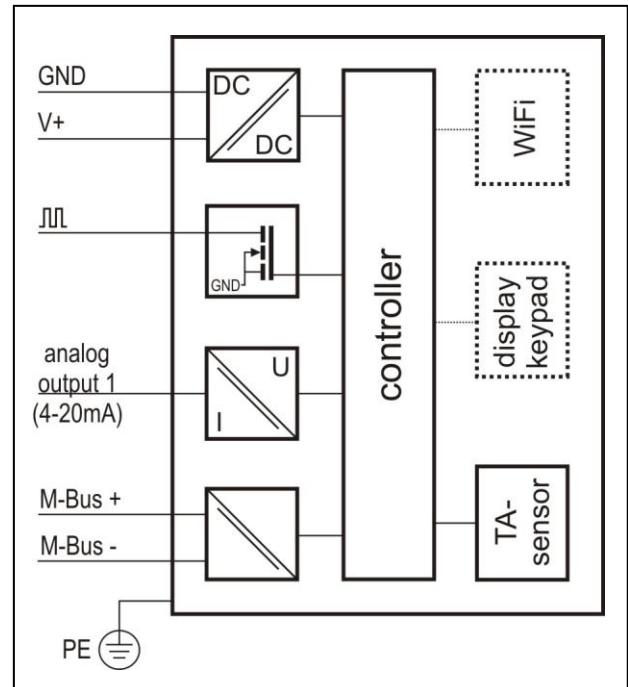 GND
V+
DC
DC
GND
analog
output 1
(4-20mA)
U
I
M-Bus +
M-Bus -
PE
controller
WiFi
display
keypad
TA-
sensor